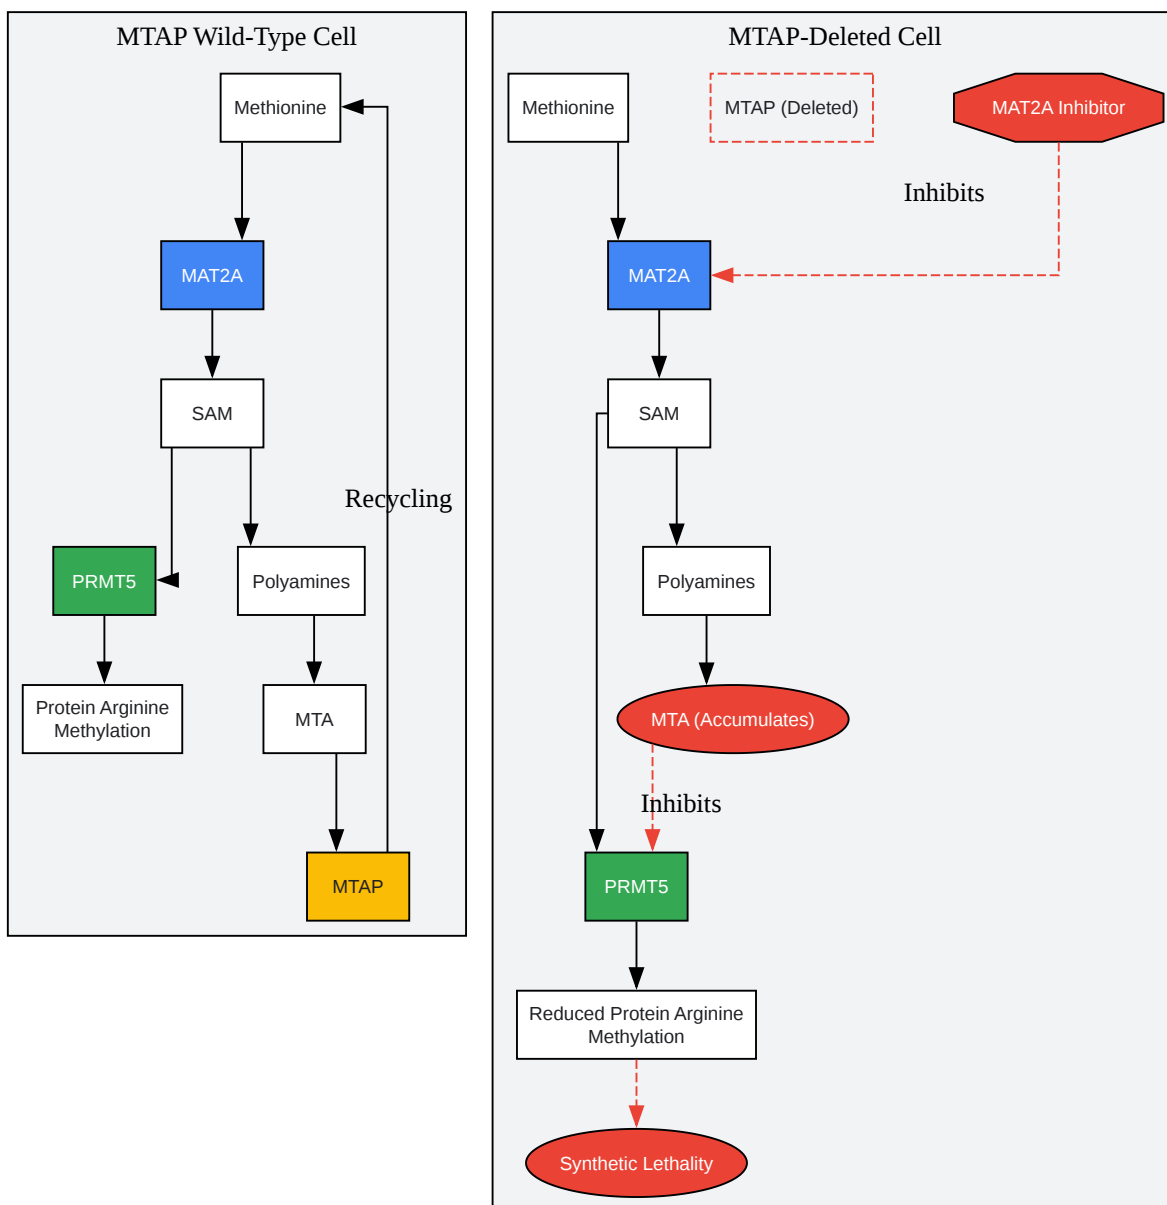 MTAP Wild-Type Cell
Methionine
MAT2A
SAM
Recycling
PRMT5
Polyamines
Protein Arginine
Methylation
MTA
MTAP
MTAP-Deleted Cell
Methionine
MTAP (Deleted)
MAT2A Inhibitor
Inhibits
MAT2A
SAM
Polyamines
MTA (Accumulates)
Inhibits
PRMT5
Reduced Protein Arginine
Methylation
Synthetic Lethality